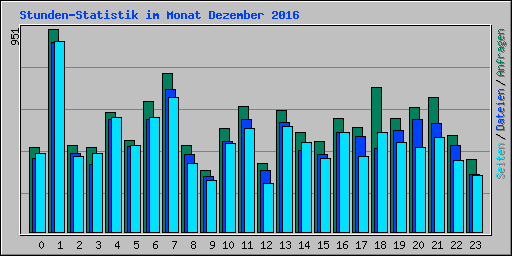 Stunden-Statistik im Monat Dezember 2016
951
Seiten / Dateien / Anfragen
0 1 2 3 4 5 6 7 8 9 10 11 12 13 14 15 16 17 18 19 20 21 22 23